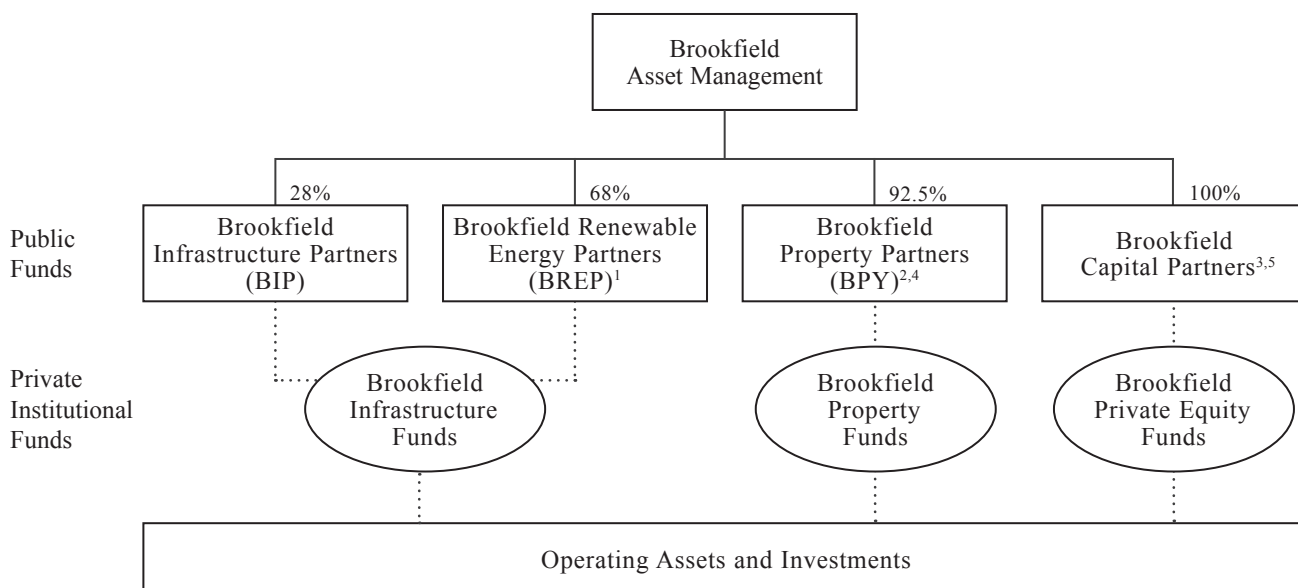 Brookfield
Asset Management
28%
68%
92.5%
100%
Public
Funds
Brookfield
Infrastructure Partners
(BIP)
Brookfield Renewable
Energy Partners
(BREP)1
Brookfield
Property Partners
(BPY)2,4
Brookfield
Capital Partners3,5
Private
Institutional
Funds
Brookfield
Infrastructure
Funds
Brookfield
Property
Funds
Brookfield
Private Equity
Funds
Operating Assets and Investments